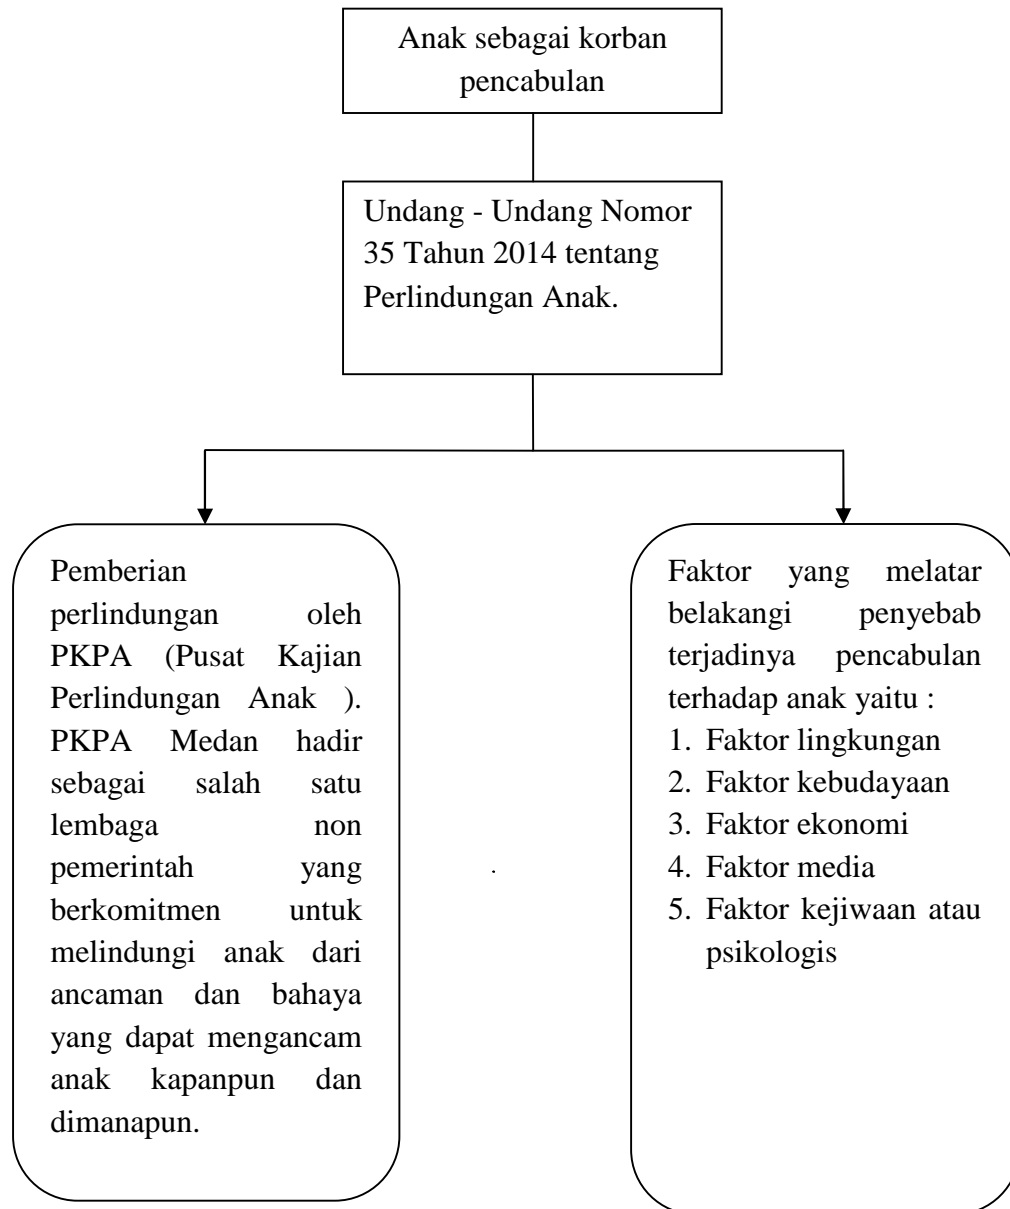 Anak sebagai korban
pencabulan
Undang - Undang Nomor
35 Tahun 2014 tentang
Perlindungan Anak.
Pemberian
perlindungan oleh
PKPA (Pusat Kajian
Perlindungan Anak ).
PKPA Medan hadir
sebagai salah satu
lembaga non
pemerintah yang
berkomitmen untuk
melindungi anak dari
ancaman dan bahaya
yang dapat mengancam
anak kapanpun dan
dimanapun.
Faktor yang melatar
belakangi penyebab
terjadinya pencabulan
terhadap anak yaitu :
1. Faktor lingkungan
2. Faktor kebudayaan
3. Faktor ekonomi
4. Faktor media
5. Faktor kejiwaan atau
psikologis